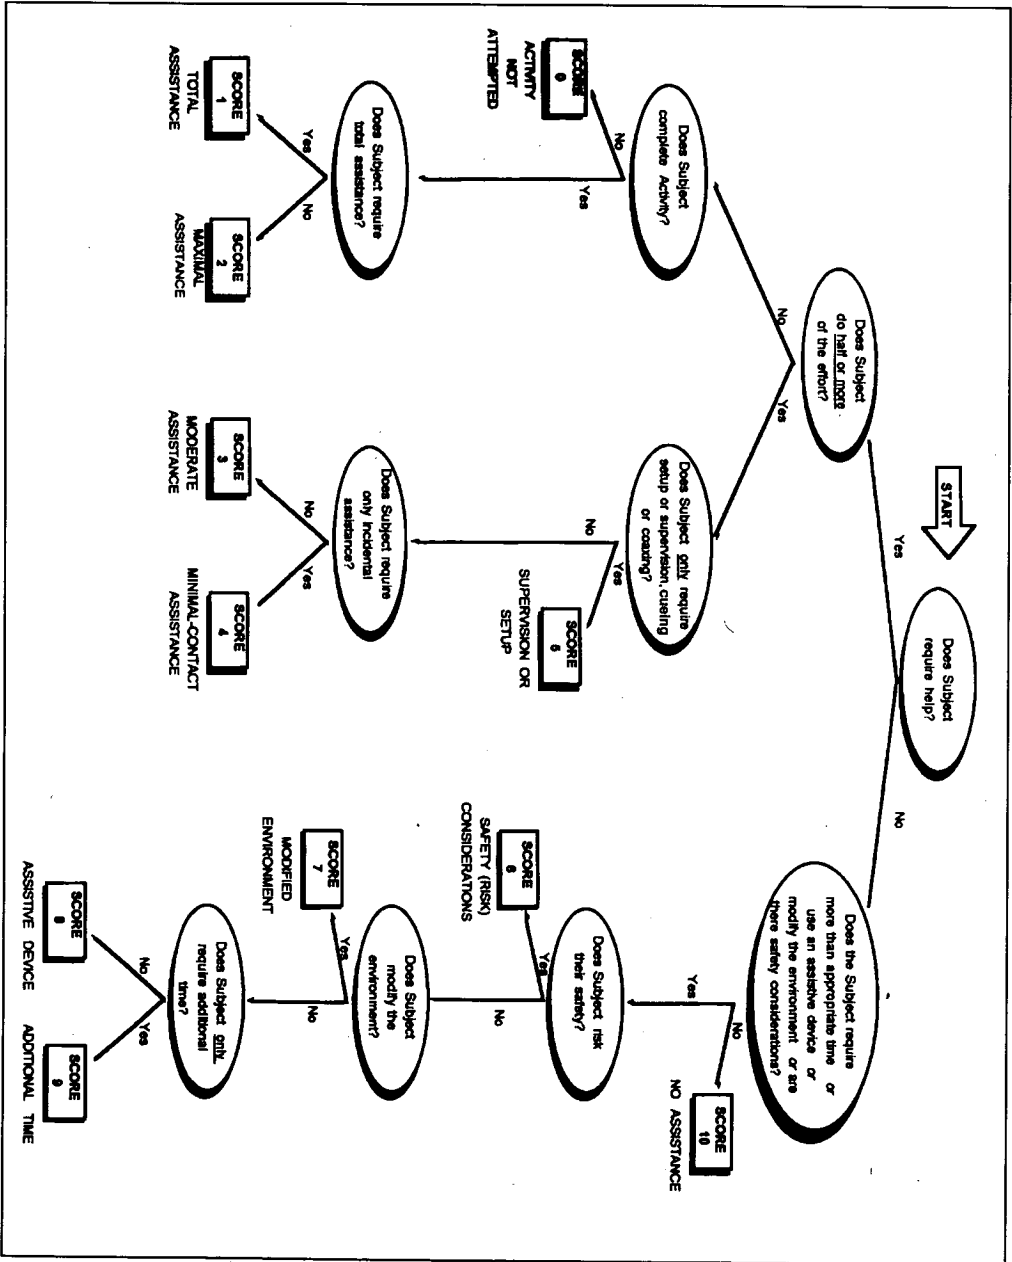 START
Does Subject
require help?
Yes
No
Does Subject
do half or more
of the effort?
No
Yes
Does Subject
complete Activity?
No
Yes
SCORE
0
ACTIVITY
NOT
ATTEMPTED
Does Subject require
total assistance?
Yes
No
SCORE
1
TOTAL
ASSISTANCE
SCORE
2
MAXIMAL
ASSISTANCE
Does Subject only require
setup or supervision, cueing
or coaxing?
No
Yes
SCORE
5
SUPERVISION OR
SETUP
Does Subject require
only incidental
assistance?
No
Yes
SCORE
3
MODERATE
ASSISTANCE
SCORE
4
MINIMAL-CONTACT
ASSISTANCE
Does the Subject require
more than appropriate time or
use an assistive device or
modify the environment or are
there safety considerations?
Yes
No
SCORE
10
NO ASSISTANCE
Does Subject risk
their safety?
Yes
No
SCORE
6
SAFETY (RISK)
CONSIDERATIONS
Does Subject
modify the
environment?
Yes
No
SCORE
7
MODIFIED
ENVIRONMENT
Does Subject only
require additional
time?
No
Yes
SCORE
8
ASSISTIVE DEVICE
SCORE
9
ADDITIONAL TIME